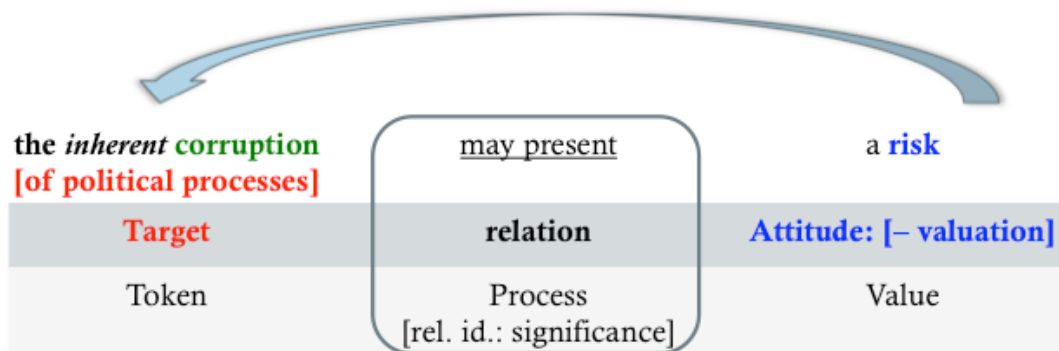 the inherent corruption may present a risk
[of political processes]
Target relation Attitude: [– valuation]
Token Process Value
[rel. id.: significance]